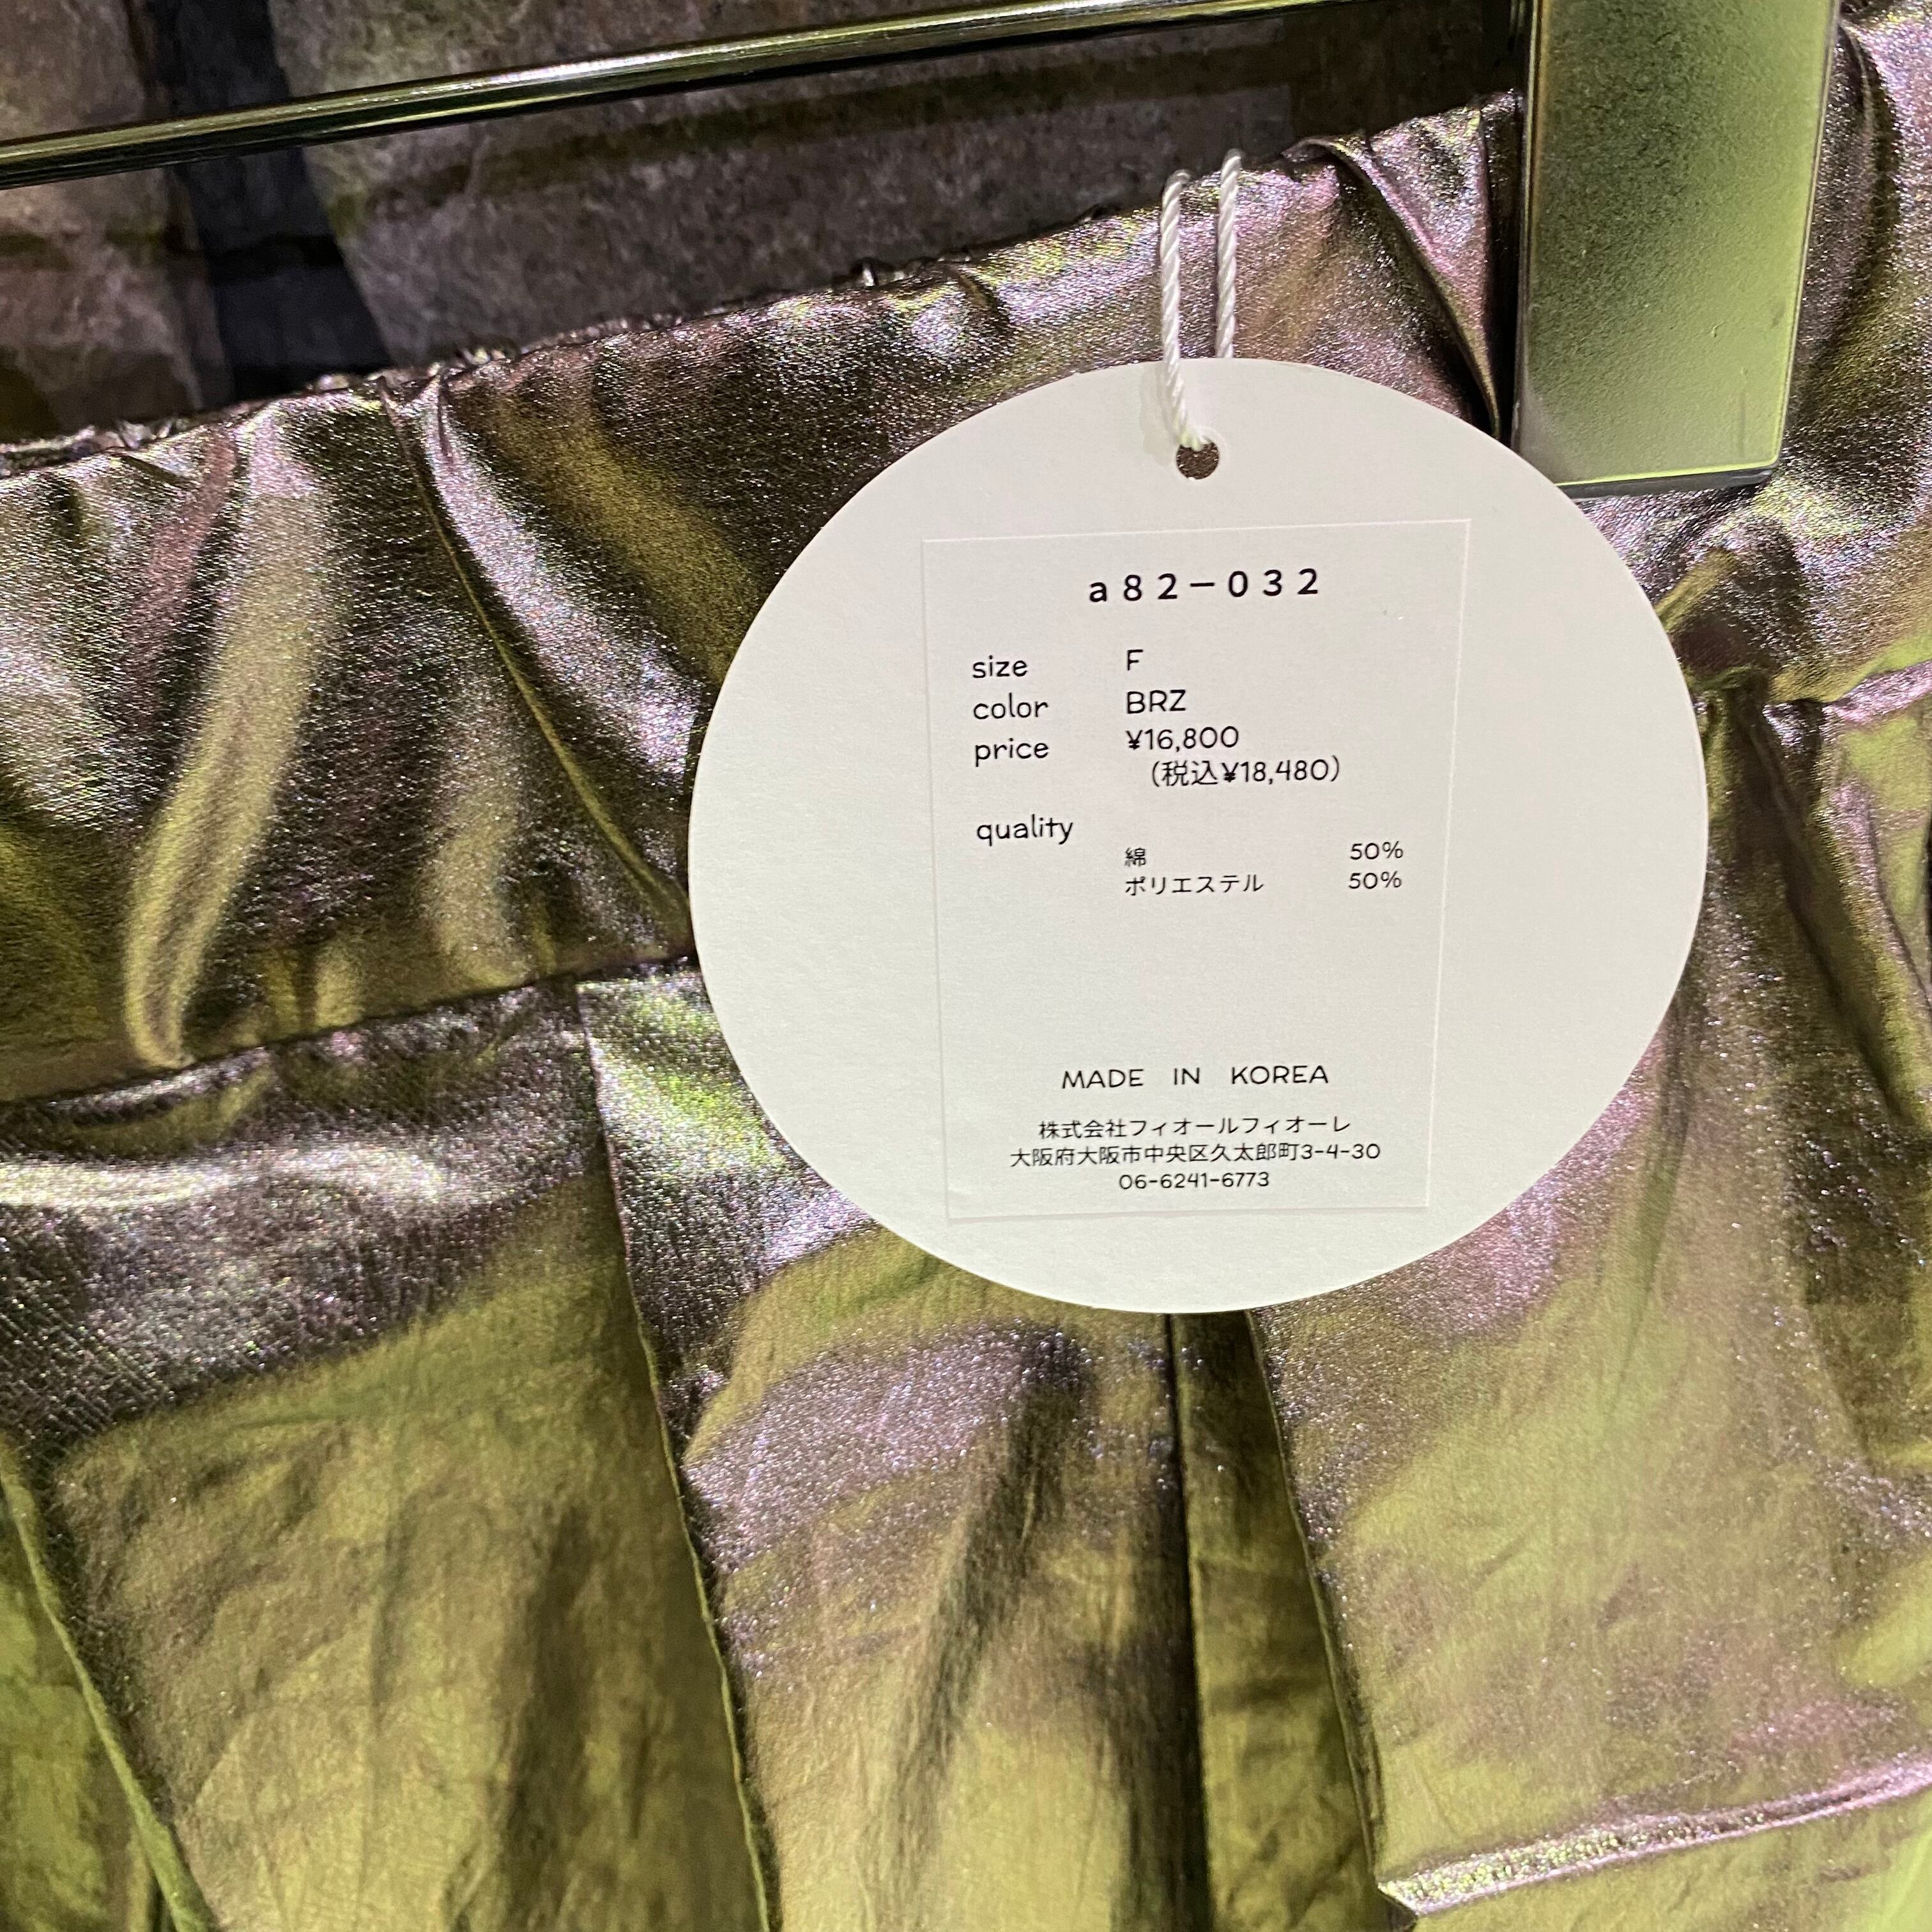 a82-032
size F
color BRZ
price ¥16,800
(税込¥18,480)
quality
綿 50%
ポリエステル 50%
MADE IN KOREA
株式会社フィオールフィオーレ
大阪府大阪市中央区久太郎町3-4-30
06-6241-6773